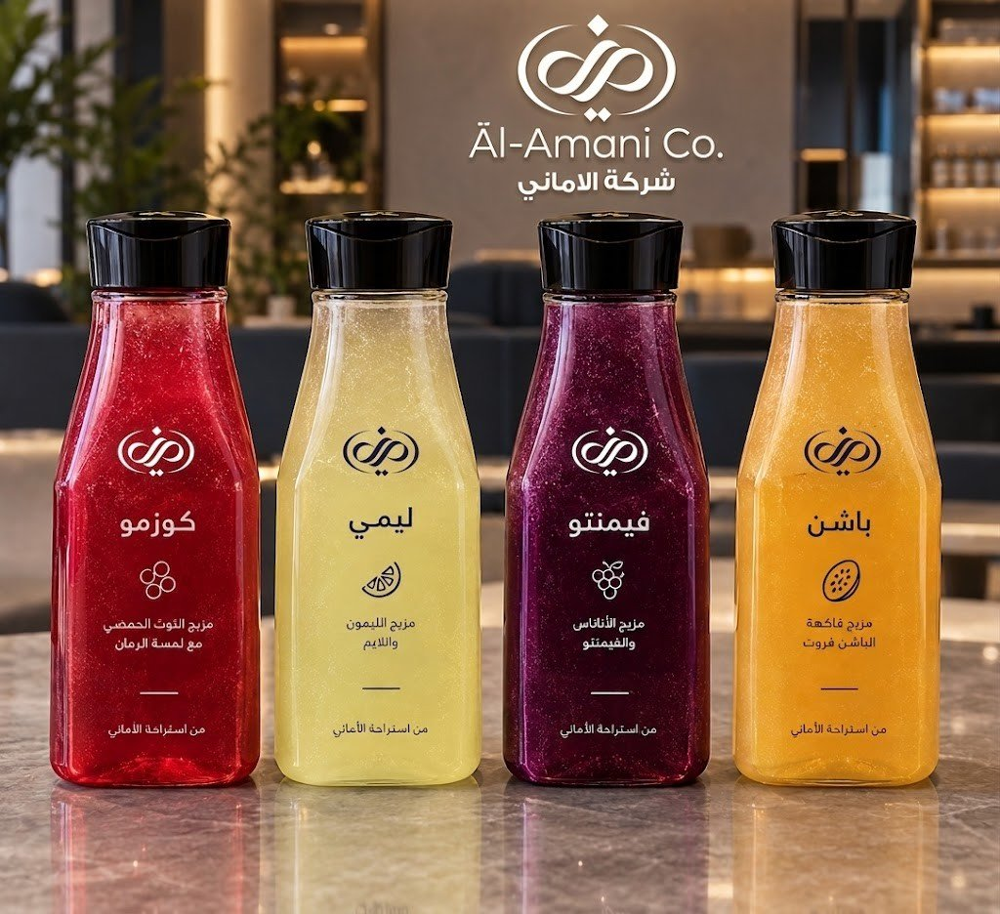 Äl-Amani Co.
شركة الاماني
كوزمو
مزيج التوت الحمضي
مع لمسة الرمان
من استراحة الأماني
ليمي
مزيج الليمون
واللايم
من استراحة الأماني
فيمنتو
مزيج الأناناس
والفيمنتو
من استراحة الأماني
باشن
مزيج فاكهة
الباشن فروت
من استراحة الأماني